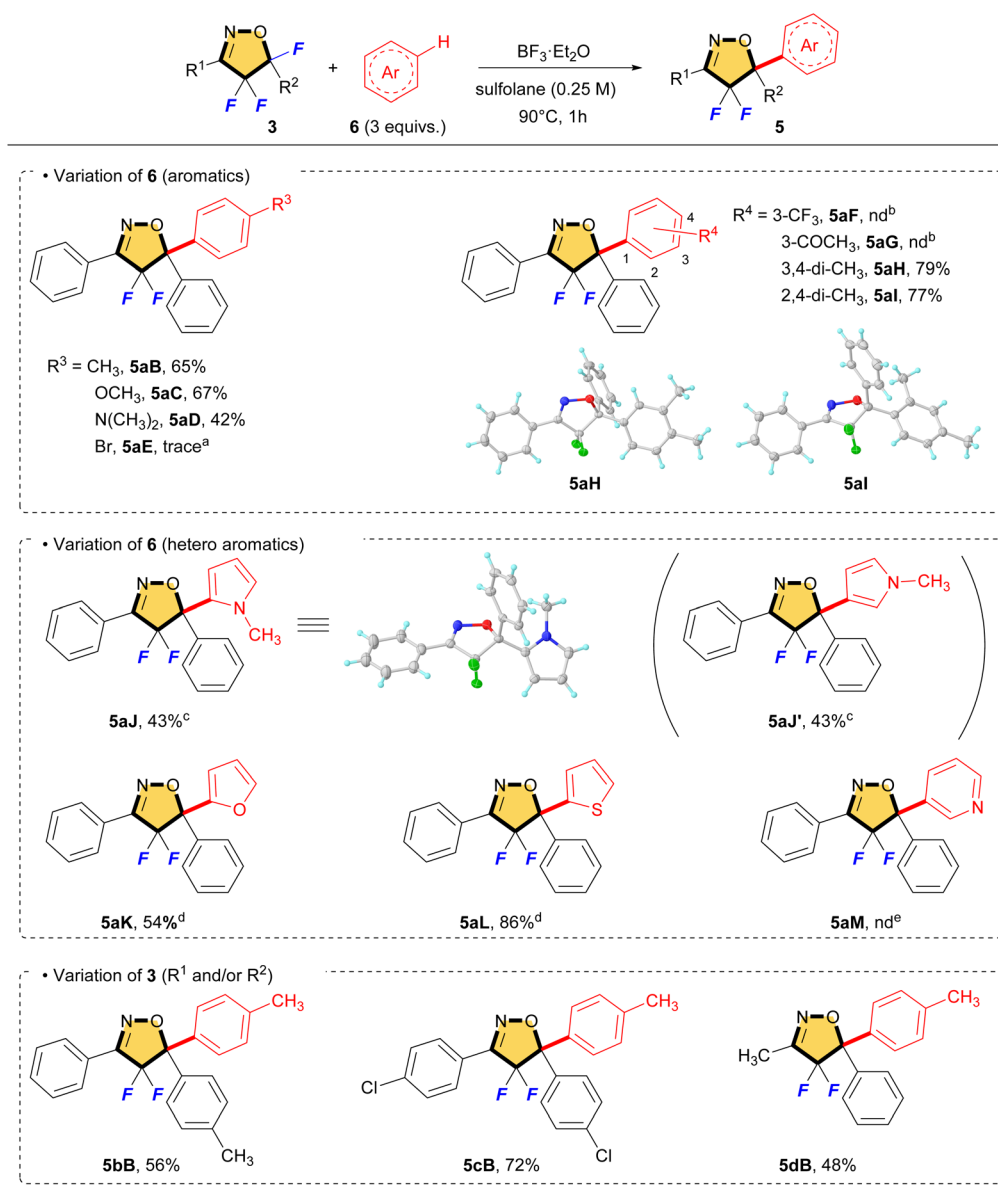 N O F R¹ F F R² 3
+
Ar H 6 (3 equivs.)
BF₃·Et₂O
sulfolane (0.25 M)
90°C, 1h
N O Ar R¹ F F R² 5
• Variation of 6 (aromatics)
N O R³ F F
R³ = CH₃, 5aB, 65%
OCH₃, 5aC, 67%
N(CH₃)₂, 5aD, 42%
Br, 5aE, traceᵃ
N O 4 R⁴ 3 2 1 F F
R⁴ = 3-CF₃, 5aF, ndᵇ
3-COCH₃, 5aG, ndᵇ
3,4-di-CH₃, 5aH, 79%
2,4-di-CH₃, 5aI, 77%
5aH
5aI
• Variation of 6 (hetero aromatics)
N O N CH₃ F F
5aJ, 43%ᶜ
N O N CH₃ F F
5aJ', 43%ᶜ
N O O F F
5aK, 54%ᵈ
N O S F F
5aL, 86%ᵈ
N O N F F
5aM, ndᵉ
• Variation of 3 (R¹ and/or R²)
N O CH₃ F F CH₃
5bB, 56%
N O CH₃ Cl F F Cl
5cB, 72%
N O CH₃ H₃C F F
5dB, 48%